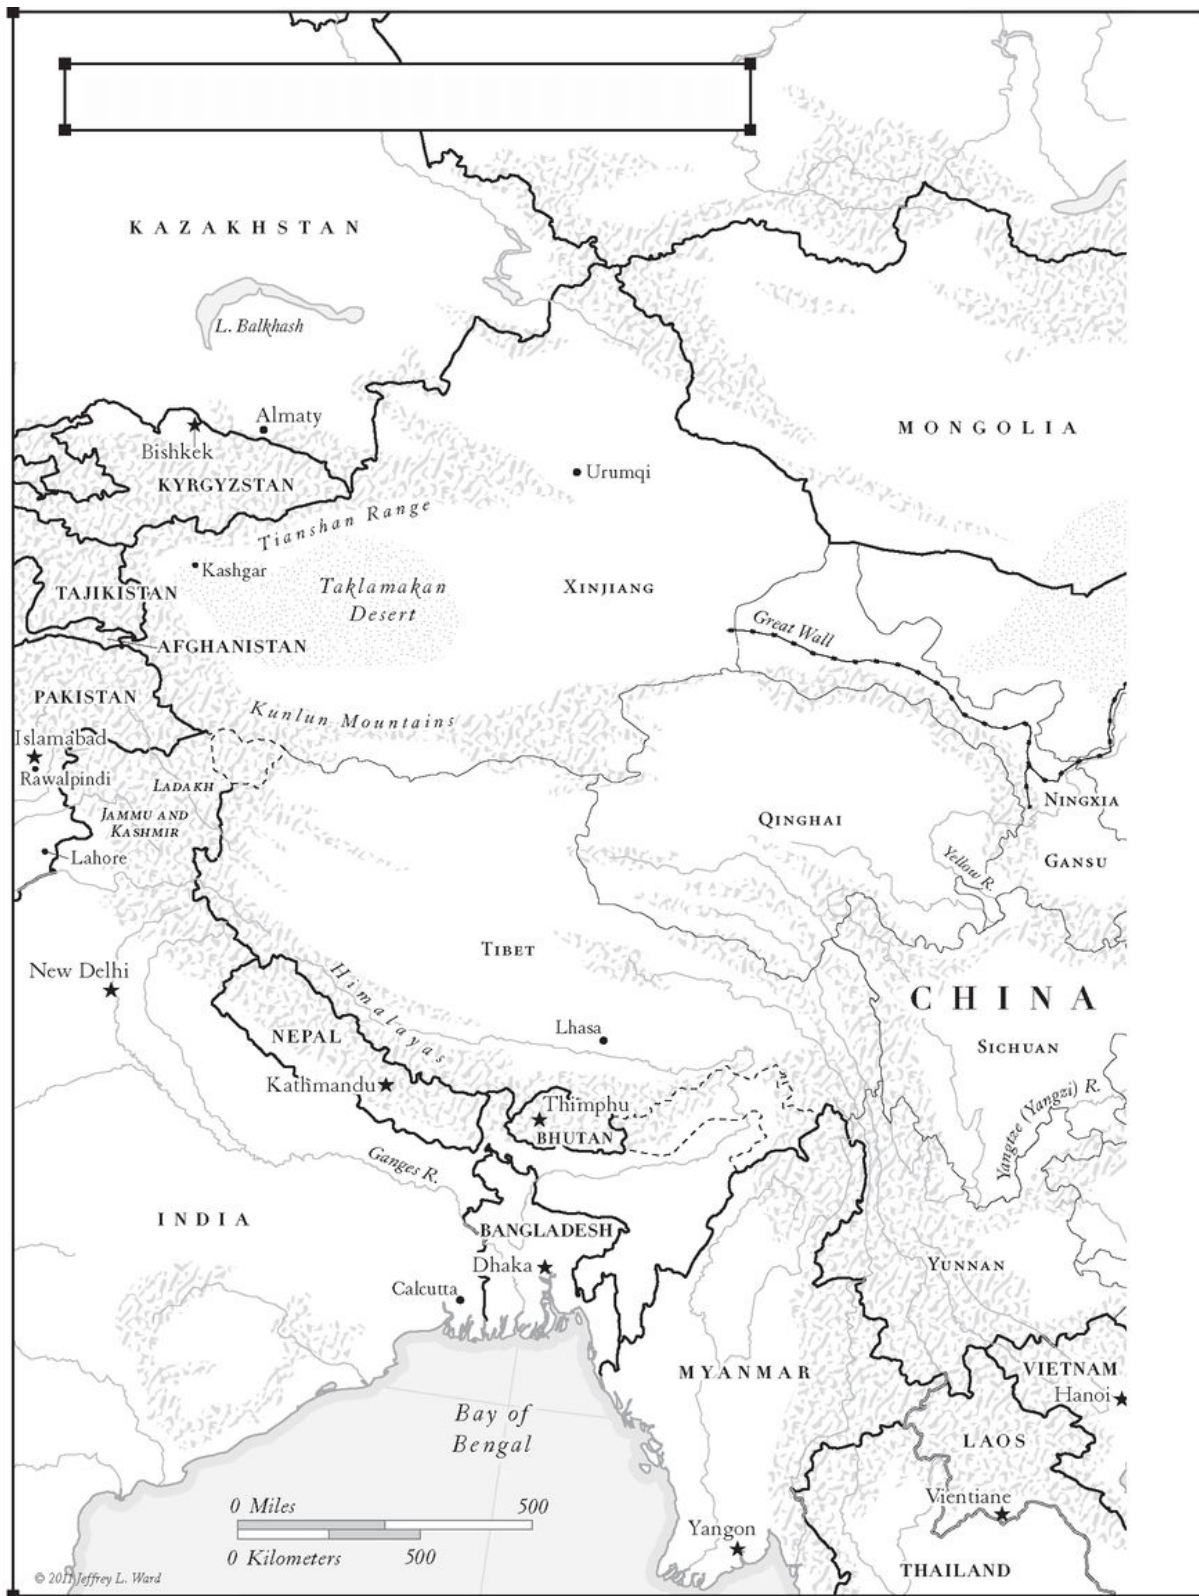 KAZAKHSTAN
L. Balkhash
Almaty
Bishkek
KYRGYZSTAN
MONGOLIA
Urumqi
Tianshan Range
Kashgar
Taklamakan
Desert
XINJIANG
TAJIKISTAN
AFGHANISTAN
Great Wall
PAKISTAN
Kunlun Mountains
Islamabad
Rawalpindi
LADAKH
JAMMU AND
KASHMIR
Lahore
QINGHAI
NINGXIA
GANSU
Yellow R.
TIBET
New Delhi
Himalayas
CHINA
Lhasa
NEPAL
SICHUAN
Kathmandu
Thimphu
BHUTAN
Yangtze (Yangzi) R.
Ganges R.
INDIA
BANGLADESH
Dhaka
YUNNAN
Calcutta
MYANMAR
VIETNAM
Hanoi
Bay of
Bengal
LAOS
0 Miles 500
Vientiane
Yangon
0 Kilometers 500
THAILAND
© 2011 Jeffrey L. Ward